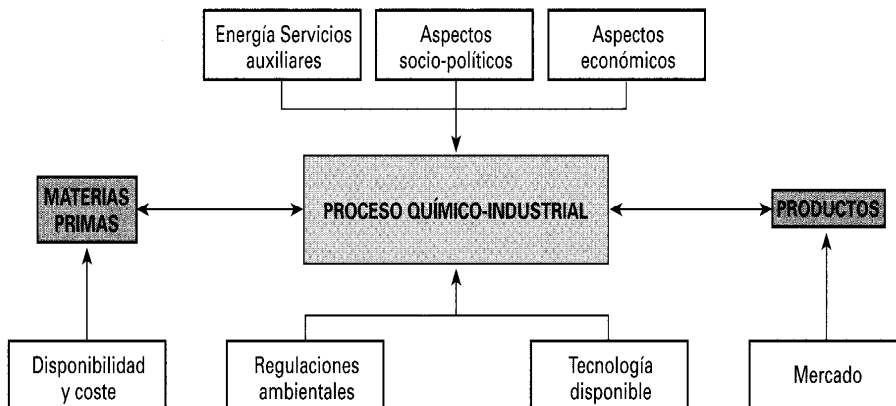 Energía Servicios
auxiliares
Aspectos
socio-políticos
Aspectos
económicos
MATERIAS
PRIMAS
PROCESO QUÍMICO-INDUSTRIAL
PRODUCTOS
Disponibilidad
y coste
Regulaciones
ambientales
Tecnología
disponible
Mercado